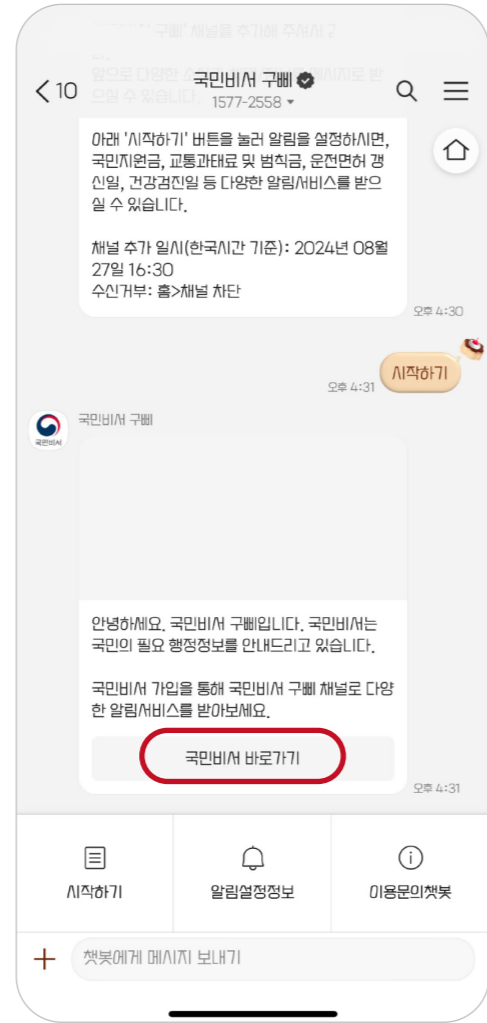 구삐' 채널을 추가해 주셔서 감
10
국민비서 구삐
1577-2558
아래 '시작하기' 버튼을 눌러 알림을 설정하시면,
국민지원금, 교통과태료 및 범칙금, 운전면허 갱
신일, 건강검진일 등 다양한 알림서비스를 받으
실 수 있습니다.
채널 추가 일시(한국시간 기준): 2024년 08월
27일 16:30
수신거부: 홈>채널 차단
오후 4:30
시작하기
오후 4:31
국민비서 구삐
국민비서
안녕하세요. 국민비서 구삐입니다. 국민비서는
국민의 필요 행정정보를 안내드리고 있습니다.
국민비서 가입을 통해 국민비서 구삐 채널로 다양
한 알림서비스를 받아보세요.
국민비서 바로가기
오후 4:31
시작하기
알림설정정보
이용문의챗봇
챗봇에게 메시지 보내기